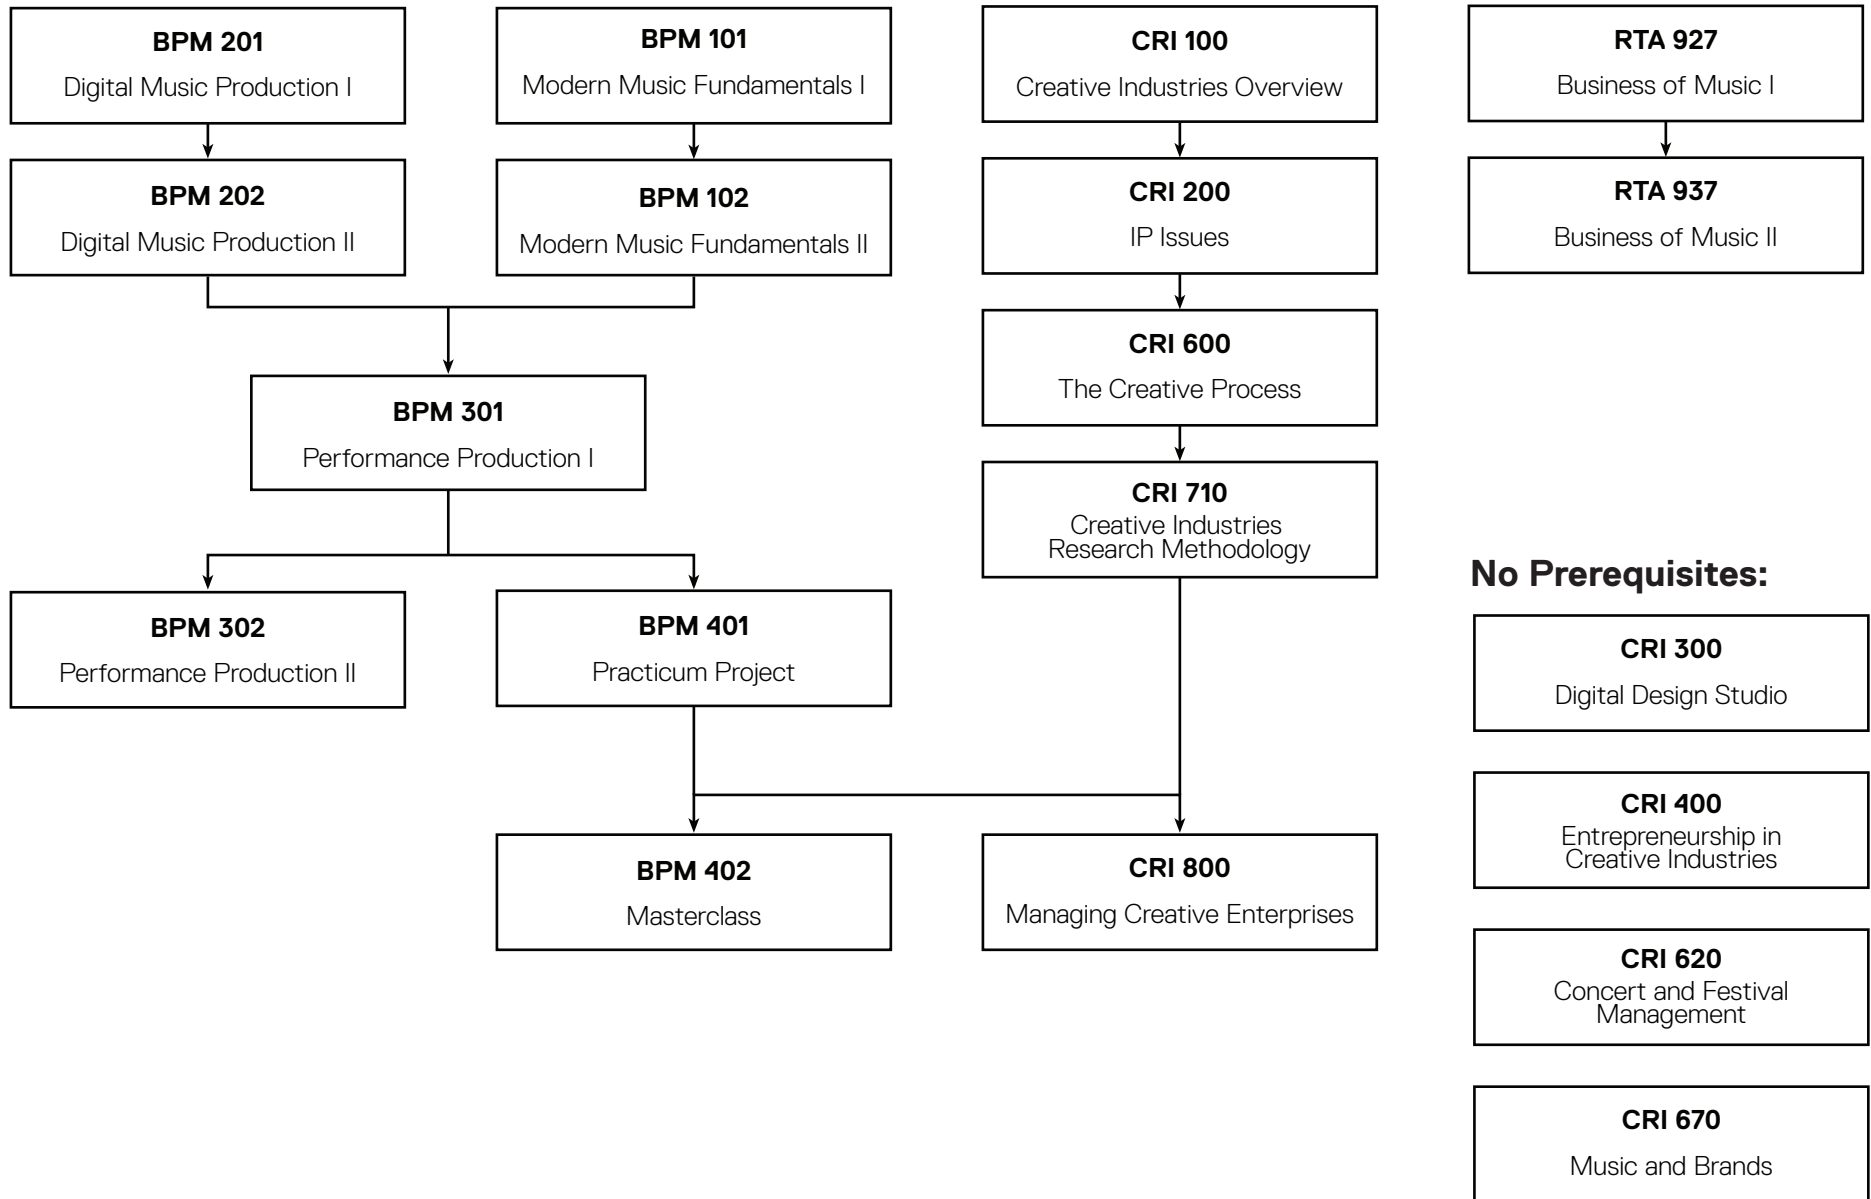 BPM 201
Digital Music Production I
BPM 101
Modern Music Fundamentals I
CRI 100
Creative Industries Overview
RTA 927
Business of Music I
BPM 202
Digital Music Production II
BPM 102
Modern Music Fundamentals II
CRI 200
IP Issues
RTA 937
Business of Music II
CRI 600
The Creative Process
BPM 301
Performance Production I
CRI 710
Creative Industries
Research Methodology
BPM 302
Performance Production II
BPM 401
Practicum Project
BPM 402
Masterclass
CRI 800
Managing Creative Enterprises
No Prerequisites:
CRI 300
Digital Design Studio
CRI 400
Entrepreneurship in
Creative Industries
CRI 620
Concert and Festival
Management
CRI 670
Music and Brands